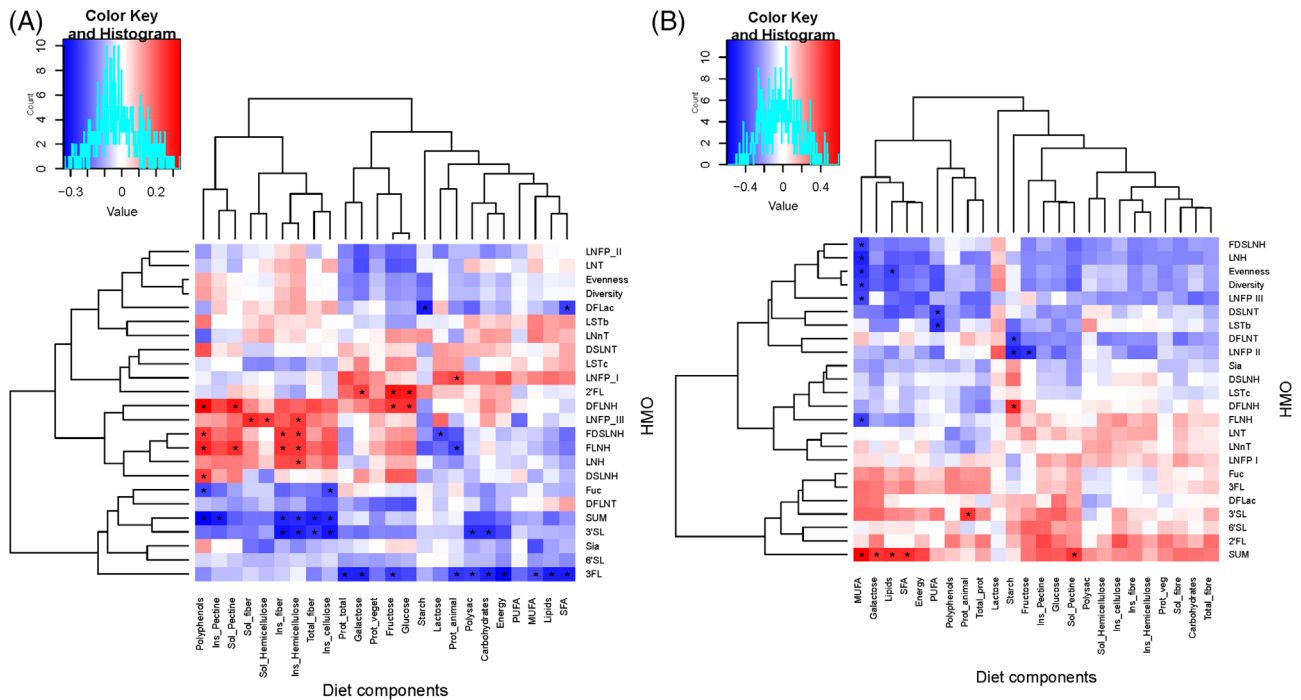 (A)
Color Key
and Histogram
Count
0 2 4 6 8 10
−0.3 0 0.2
Value
LNFP_II
LNT
Evenness
Diversity
DFLac
LSTb
LNnT
DSLNT
LSTc
LNFP_I
2'FL
DFLNH
LNFP_III
FDSLNH
FLNH
LNH
DSLNH
Fuc
DFLNT
SUM
3'SL
Sia
6'SL
3FL
HMO
Polyphenols
Ins_Pectine
Sol_Pectine
Sol_fiber
Sol_Hemicellulose
Ins_fiber
Ins_Hemicellulose
Total_fiber
Ins_cellulose
Prot_total
Galactose
Prot_veget
Fructose
Glucose
Starch
Lactose
Prot_animal
Polysac
Carbohydrates
Energy
PUFA
MUFA
Lipids
SFA
Diet components
(B)
Color Key
and Histogram
Count
0 2 4 6 8 10
−0.4 0 0.4
Value
FDSLNH
LNH
Evenness
Diversity
LNFP III
DSLNT
LSTb
DFLNT
LNFP II
Sia
DSLNH
LSTc
DFLNH
FLNH
LNT
LNnT
LNFP I
Fuc
3FL
DFLac
3'SL
6'SL
2'FL
SUM
HMO
MUFA
Galactose
Lipids
SFA
Energy
PUFA
Polyphenols
Prot_animal
Total_prot
Lactose
Starch
Fructose
Ins_Pectine
Glucose
Sol_Pectine
Polysac
Sol_Hemicellulose
Ins_cellulose
Ins_fibre
Ins_Hemicellulose
Prot_veg
Sol_fibre
Carbohydrates
Total_fibre
Diet components